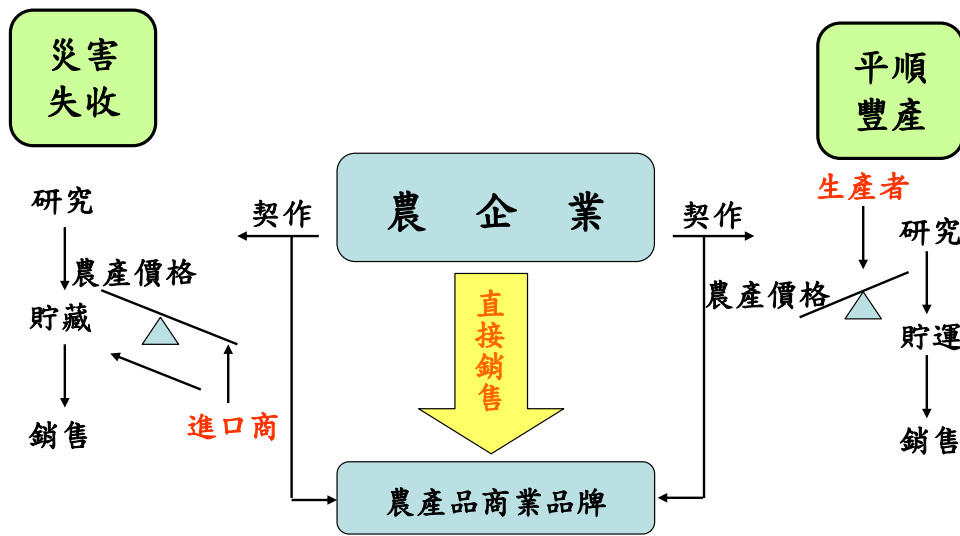 災害
失收
平順
豐產
農 企 業
契作
契作
研究
農產價格
貯藏
銷售
進口商
直接銷售
生產者
研究
農產價格
貯運
銷售
農產品商業品牌